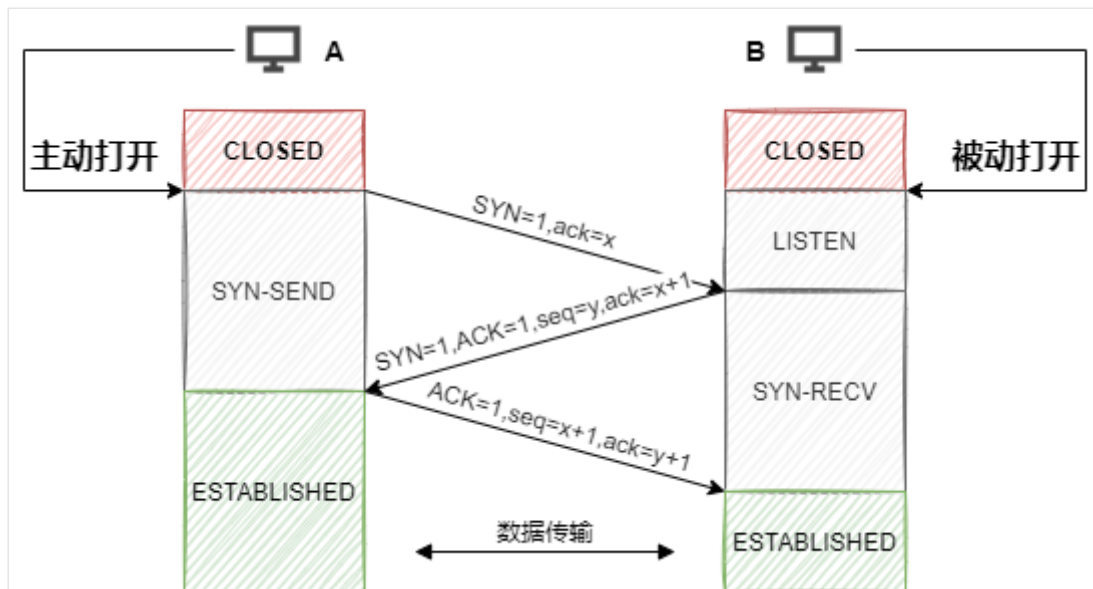 A
B
CLOSED
CLOSED
主动打开
被动打开
SYN=1,ack=x
LISTEN
SYN-SEND
SYN=1,ACK=1,seq=y,ack=x+1
ACK=1,seq=x+1,ack=y+1
SYN-RECV
ESTABLISHED
数据传输
ESTABLISHED